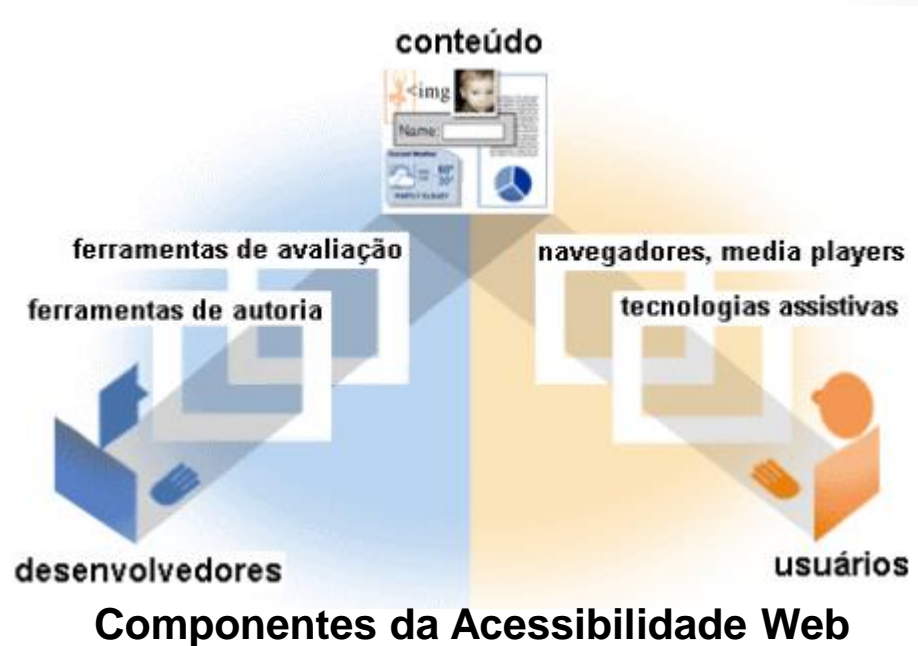 conteúdo
<img
Name:
ferramentas de avaliação
navegadores, media players
ferramentas de autoria
tecnologias assistivas
desenvolvedores
usuários
Componentes da Acessibilidade Web